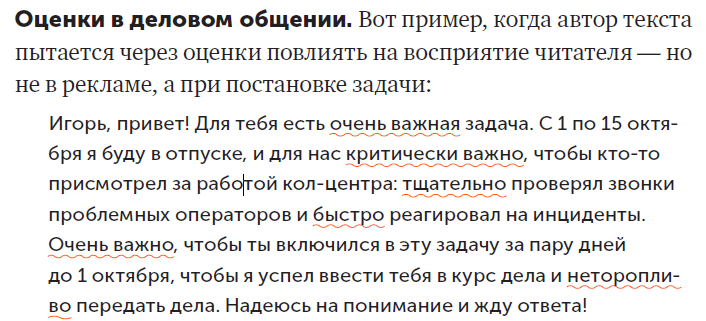 Оценки в деловом общении. Вот пример, когда автор текста
пытается через оценки повлиять на восприятие читателя — но
не в рекламе, а при постановке задачи:
Игорь, привет! Для тебя есть очень важная задача. С 1 по 15 октя-
бря я буду в отпуске, и для нас критически важно, чтобы кто-то
присмотрел за работой кол-центра: тщательно проверял звонки
проблемных операторов и быстро реагировал на инциденты.
Очень важно, чтобы ты включился в эту задачу за пару дней
до 1 октября, чтобы я успел ввести тебя в курс дела и неторопли-
во передать дела. Надеюсь на понимание и жду ответа!